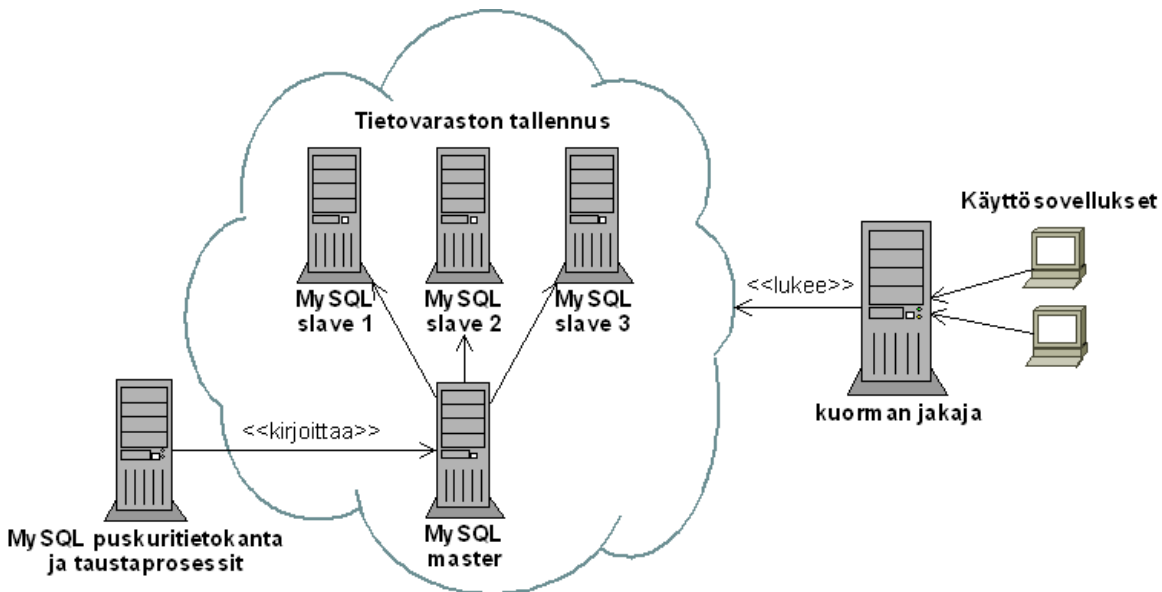 Tietovaraston tallennus
MySQL
slave 1
MySQL
slave 2
MySQL
slave 3
Käyttösovellukset
<<lukee>>
kuorman jakaja
<<kirjoittaa>>
MySQL puskuritietokanta
ja taustaprosessit
MySQL
master